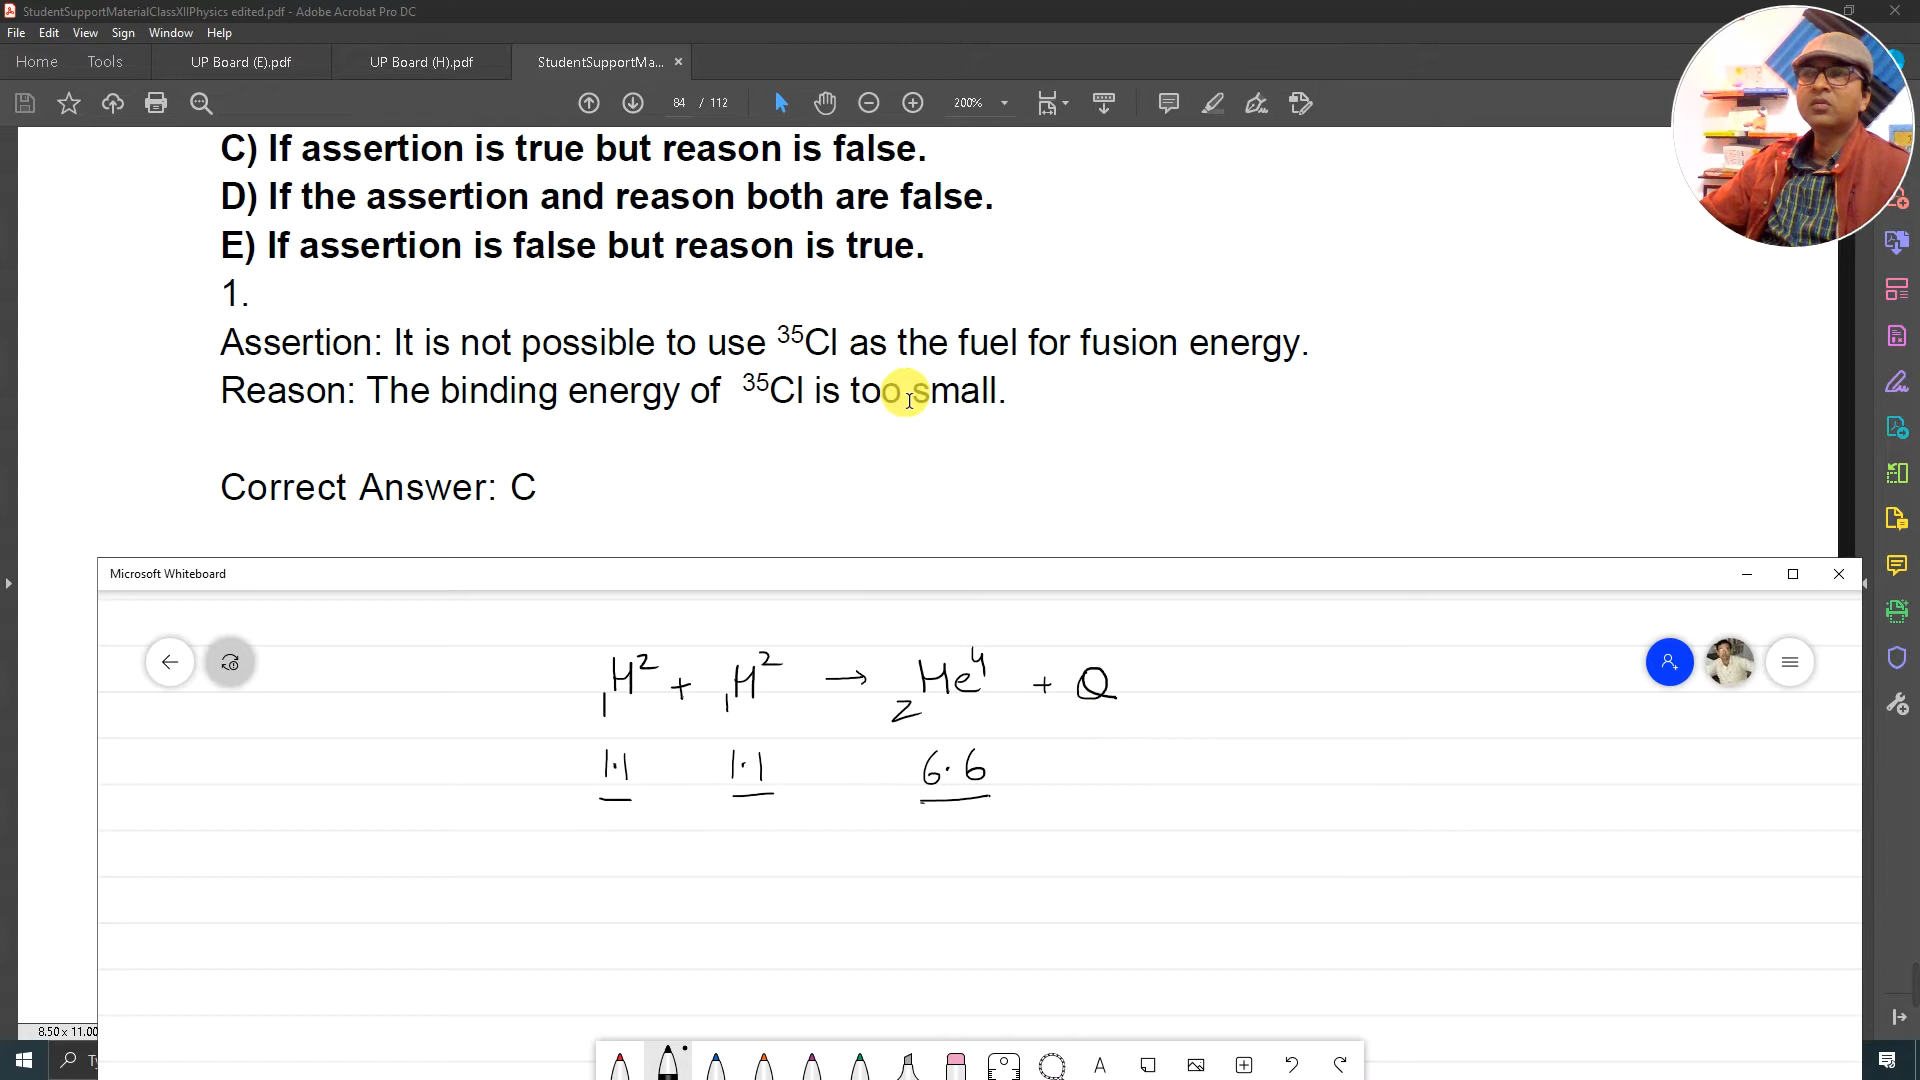 StudentSupportMaterialClassXIIPhysics edited.pdf - Adobe Acrobat Pro DC
File Edit View Sign Window Help
Home Tools UP Board (E).pdf UP Board (H).pdf StudentSupportMa... ×
84 / 112 200%
C) If assertion is true but reason is false.
D) If the assertion and reason both are false.
E) If assertion is false but reason is true.
1.
Assertion: It is not possible to use ³⁵Cl as the fuel for fusion energy.
Reason: The binding energy of ³⁵Cl is too small.
Correct Answer: C
Microsoft Whiteboard
₁H² + ₁H² → ₂He⁴ + Q
1.1 1.1 6.6
8.50 x 11.00
A